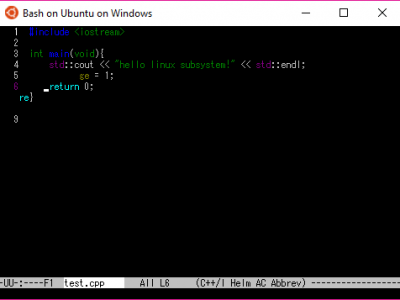 Bash on Ubuntu on Windows
1 #include <iostream>
2
3 int main(void){
4 std::cout << "hello linux subsystem!" << std::endl;
5 ge = 1;
6 return 0;
re}
9
-UU-:----F1 test.cpp All L6 (C++/l Helm AC Abbrev) ------------------